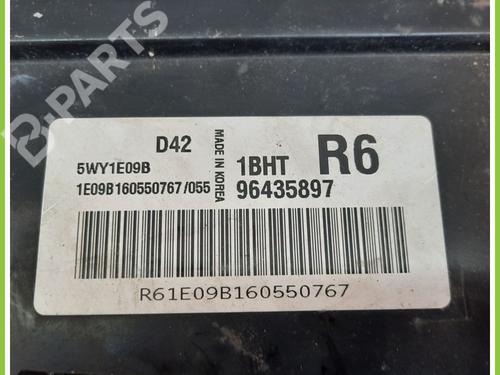 B-PARTS
D42
5WY1E09B
1E09B160550767/055
MADE IN KOREA
1BHT R6
96435897
R61E09B160550767